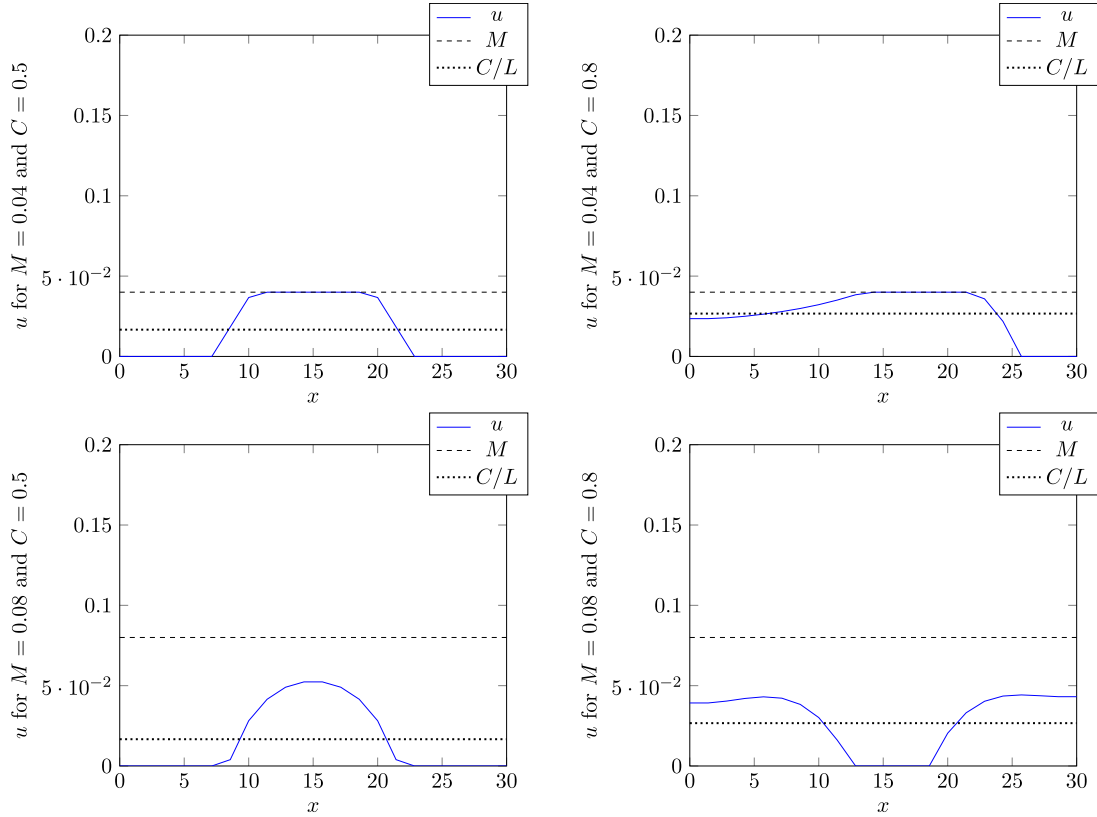 u
M
C/L
u for M = 0.04 and C = 0.5
0.2
0.15
0.1
5 · 10⁻²
0
0 5 10 15 20 25 30
x
u
M
C/L
u for M = 0.04 and C = 0.8
0.2
0.15
0.1
5 · 10⁻²
0
0 5 10 15 20 25 30
x
u
M
C/L
u for M = 0.08 and C = 0.5
0.2
0.15
0.1
5 · 10⁻²
0
0 5 10 15 20 25 30
x
u
M
C/L
u for M = 0.08 and C = 0.8
0.2
0.15
0.1
5 · 10⁻²
0
0 5 10 15 20 25 30
x